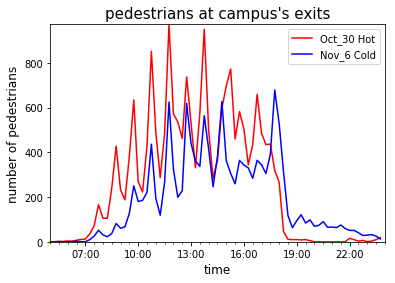 pedestrians at campus's exits
Oct_30 Hot
Nov_6 Cold
number of pedestrians
800
600
400
200
0
07:00 10:00 13:00 16:00 19:00 22:00
time